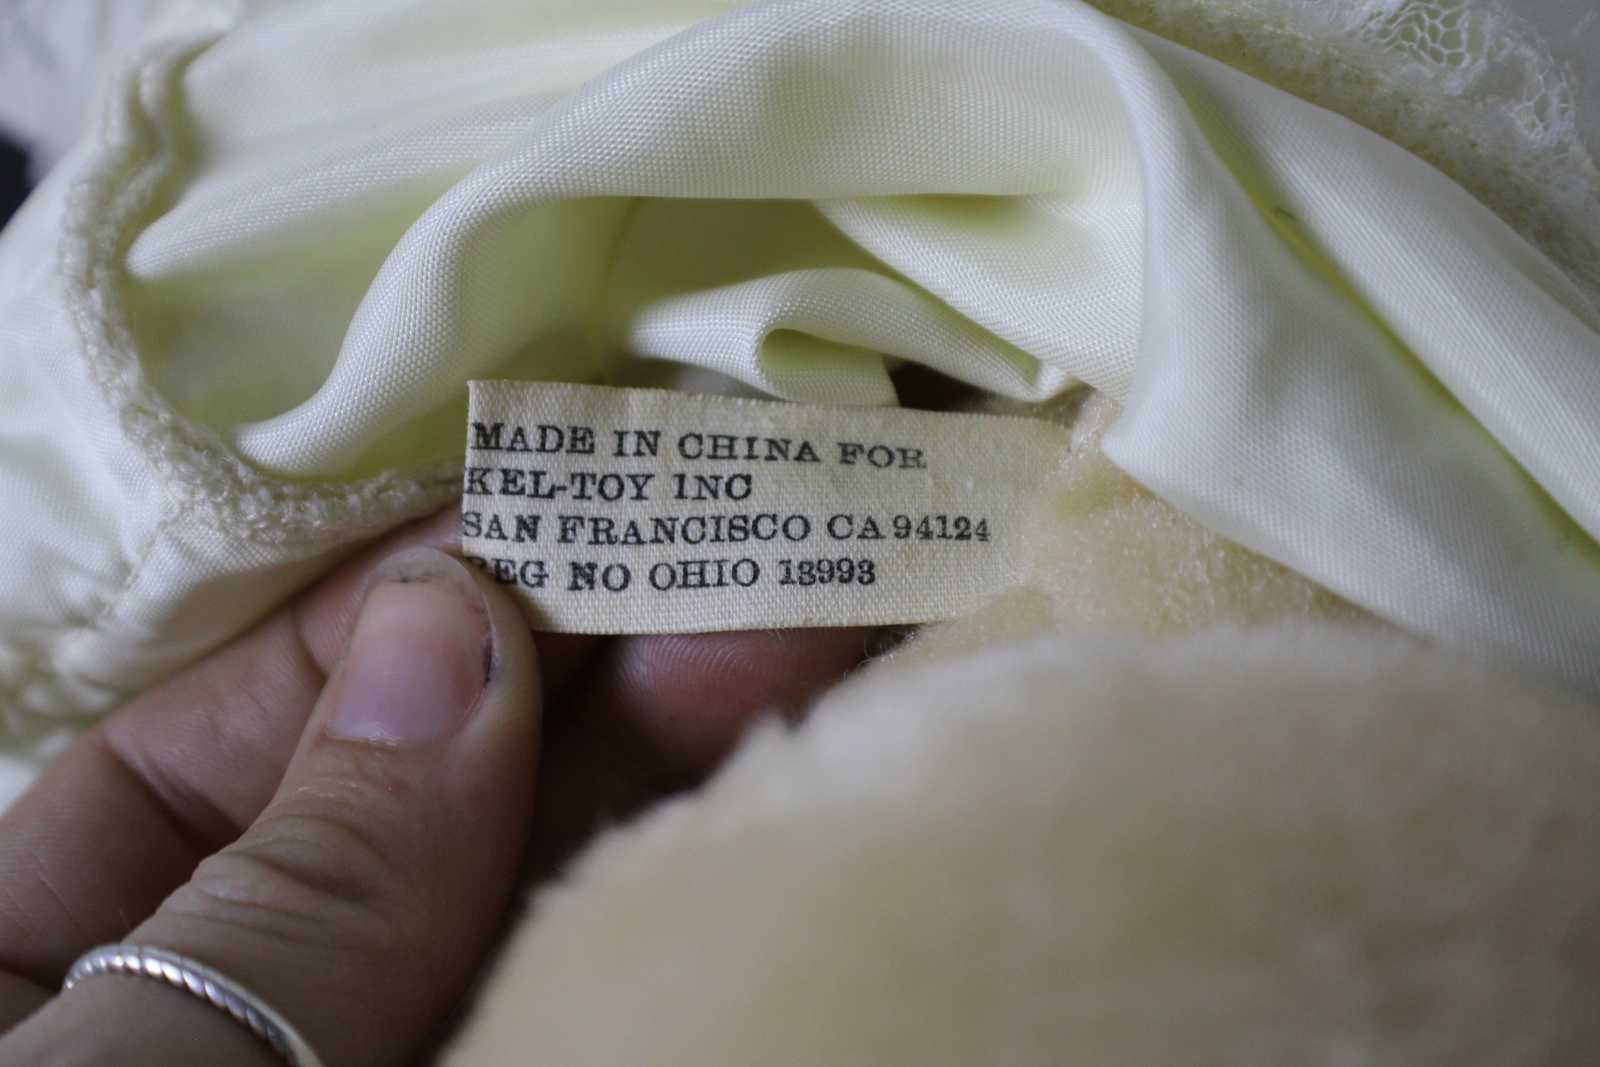 MADE IN CHINA FOR
KEL-TOY INC
SAN FRANCISCO CA 94124
REG NO OHIO 13993